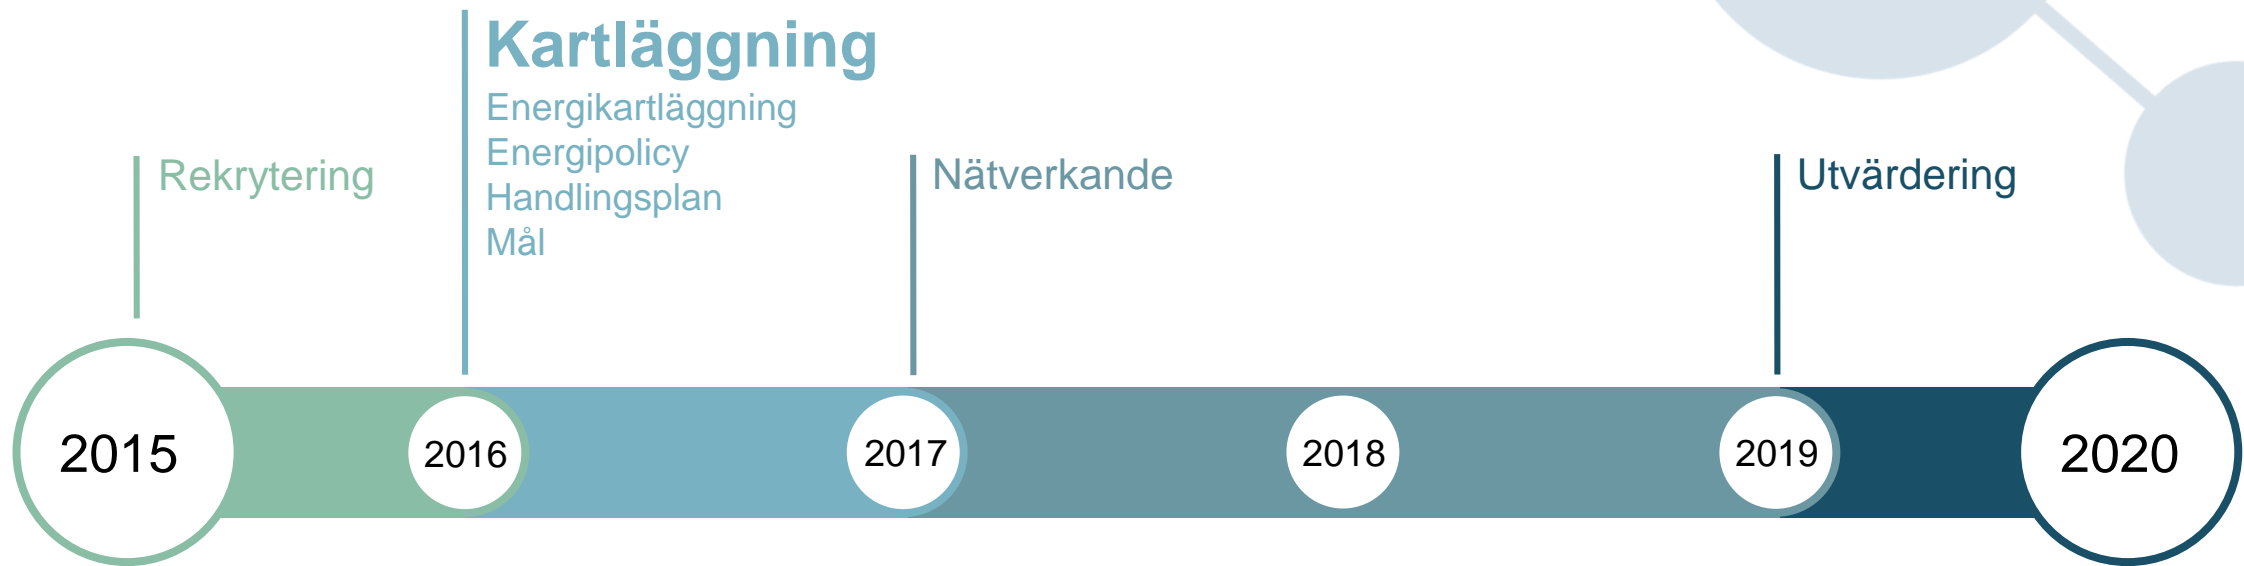 Kartläggning
Energikartläggning
Energipolicy
Handlingsplan
Mål
Rekrytering
Nätverkande
Utvärdering
2015
2016
2017
2018
2019
2020